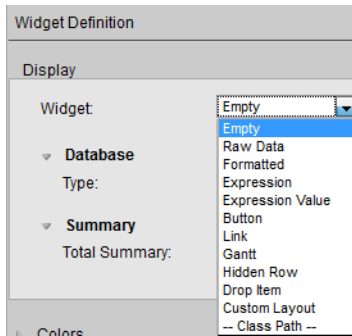 Widget Definition
Display
Widget: Empty
Empty
Raw Data
Database
Formatted
Type: Expression
Expression Value
Summary
Button
Total Summary: Link
Gantt
Hidden Row
Drop Item
Custom Layout
Colors
-- Class Path --